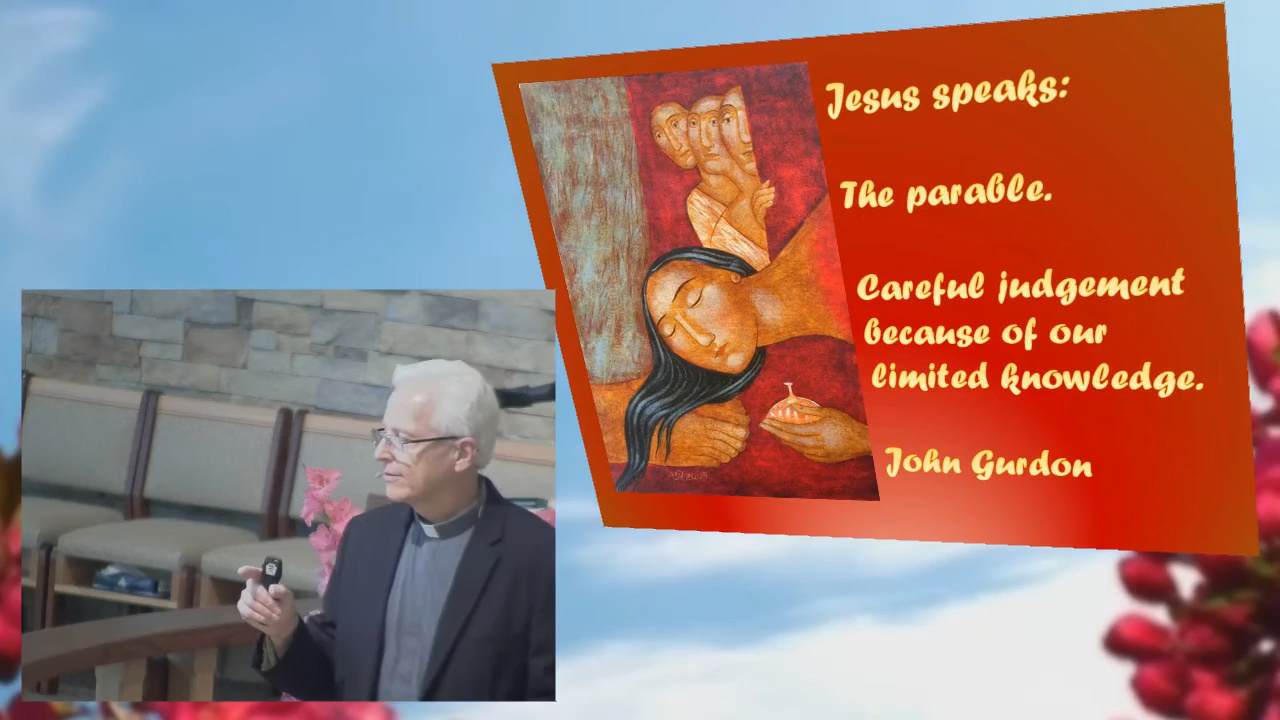 Jesus speaks:
The parable.
Careful judgement
because of our
limited knowledge.
John Gurdon